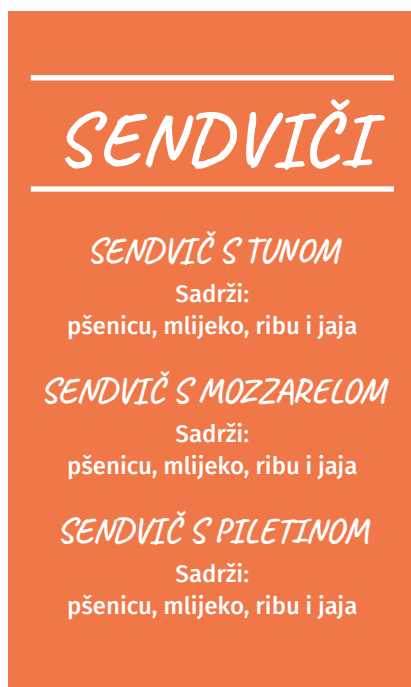 SENDVIČI
SENDVIČ S TUNOM
Sadrži:
pšenicu, mlijeko, ribu i jaja
SENDVIČ S MOZZARELOM
Sadrži:
pšenicu, mlijeko, ribu i jaja
SENDVIČ S PILETINOM
Sadrži:
pšenicu, mlijeko, ribu i jaja